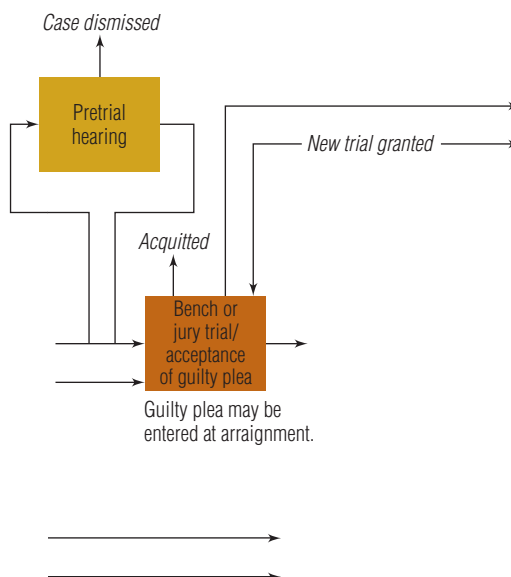 Case dismissed
Pretrial
hearing
New trial granted
Acquitted
Bench or
jury trial/
acceptance
of guilty plea
Guilty plea may be
entered at arraignment.